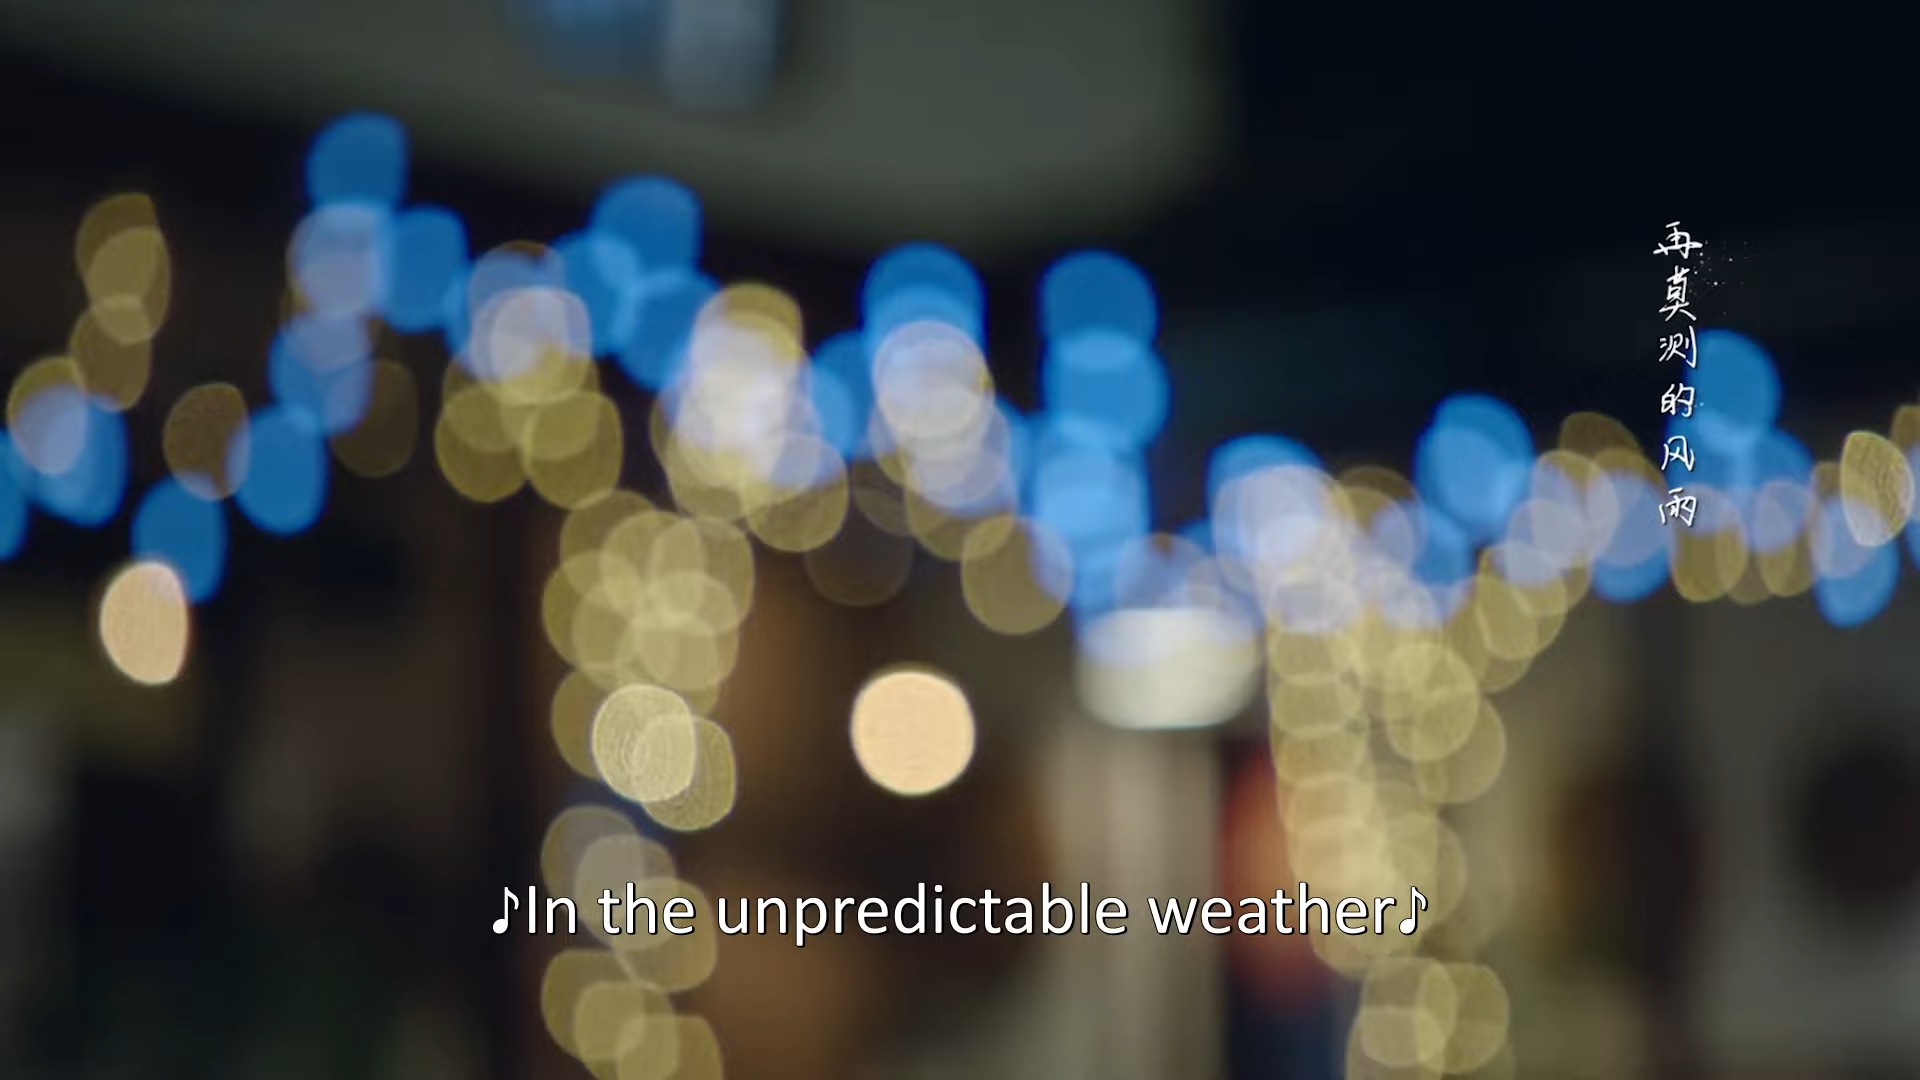 再莫测的风雨
♪In the unpredictable weather♪